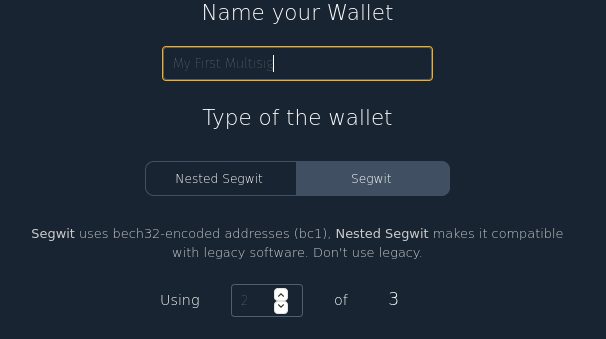 Name your Wallet
My First Multisig
Type of the wallet
Nested Segwit Segwit
Segwit uses bech32-encoded addresses (bc1), Nested Segwit makes it compatible
with legacy software. Don't use legacy.
Using 2 of 3